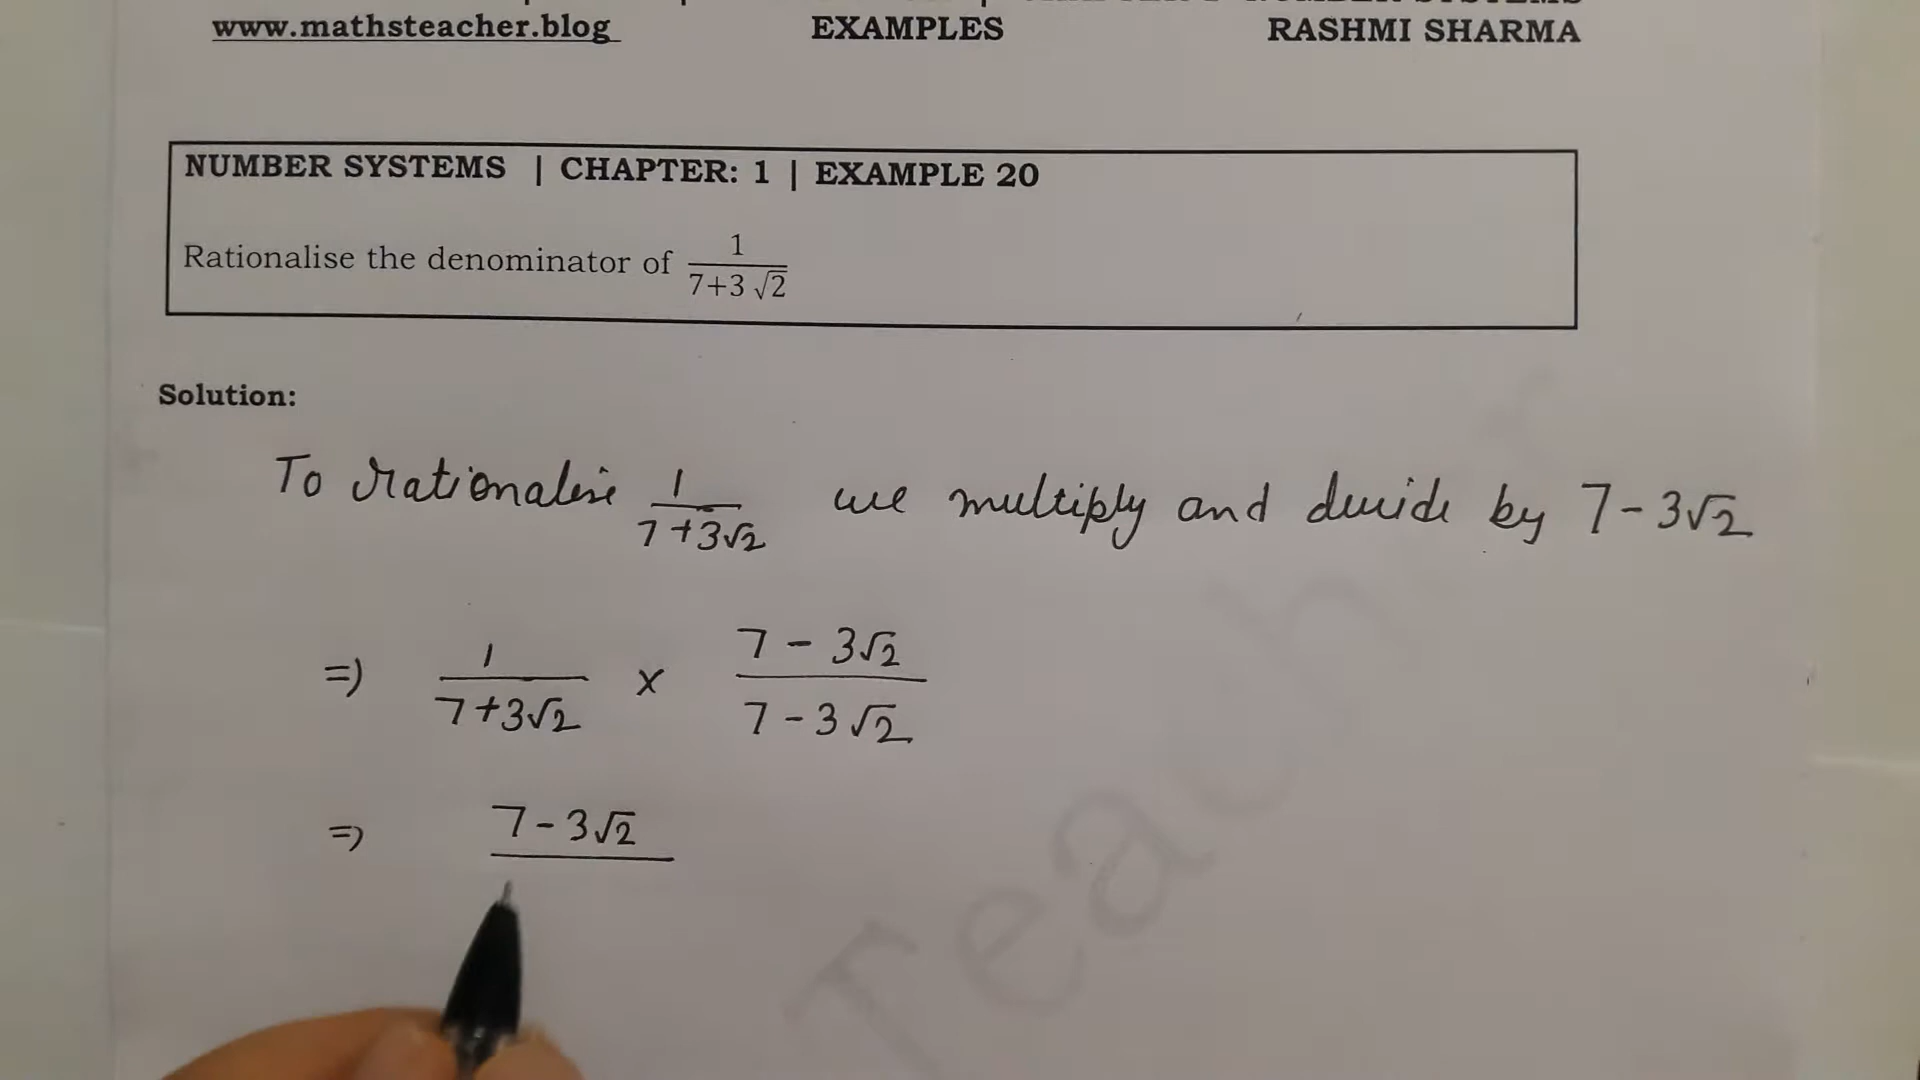 www.mathsteacher.blog EXAMPLES RASHMI SHARMA
NUMBER SYSTEMS | CHAPTER: 1 | EXAMPLE 20
Rationalise the denominator of 1/(7+3√2)
Solution:
To rationalise 1/(7+3√2) we multiply and divide by 7-3√2
=> 1/(7+3√2) x (7-3√2)/(7-3√2)
=> 7-3√2
Teacher